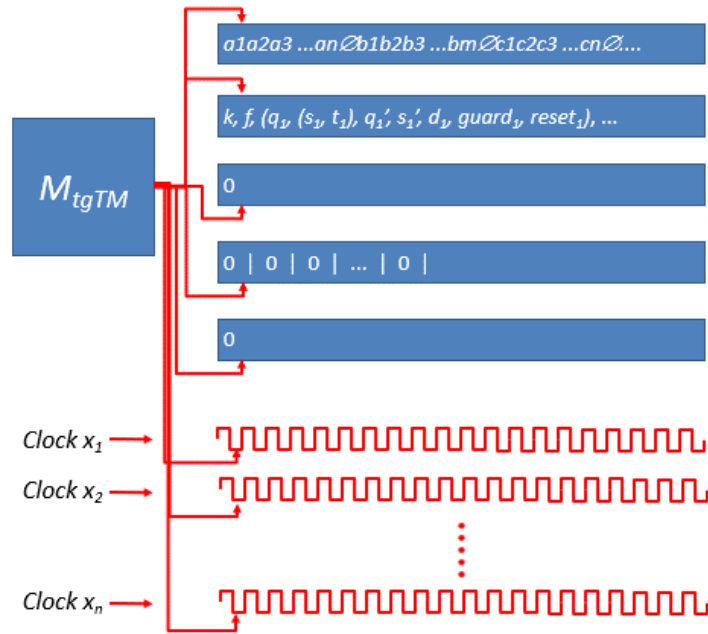 a1a2a3 ...an∅b1b2b3 ...bm∅c1c2c3 ...cn∅....
k, f, (q₁, (s₁, t₁), q₁’, s₁’, d₁, guard₁, reset₁), ...
M_tgTM
0
0 | 0 | 0 | ... | 0 |
0
Clock x₁
Clock x₂
Clock xₙ